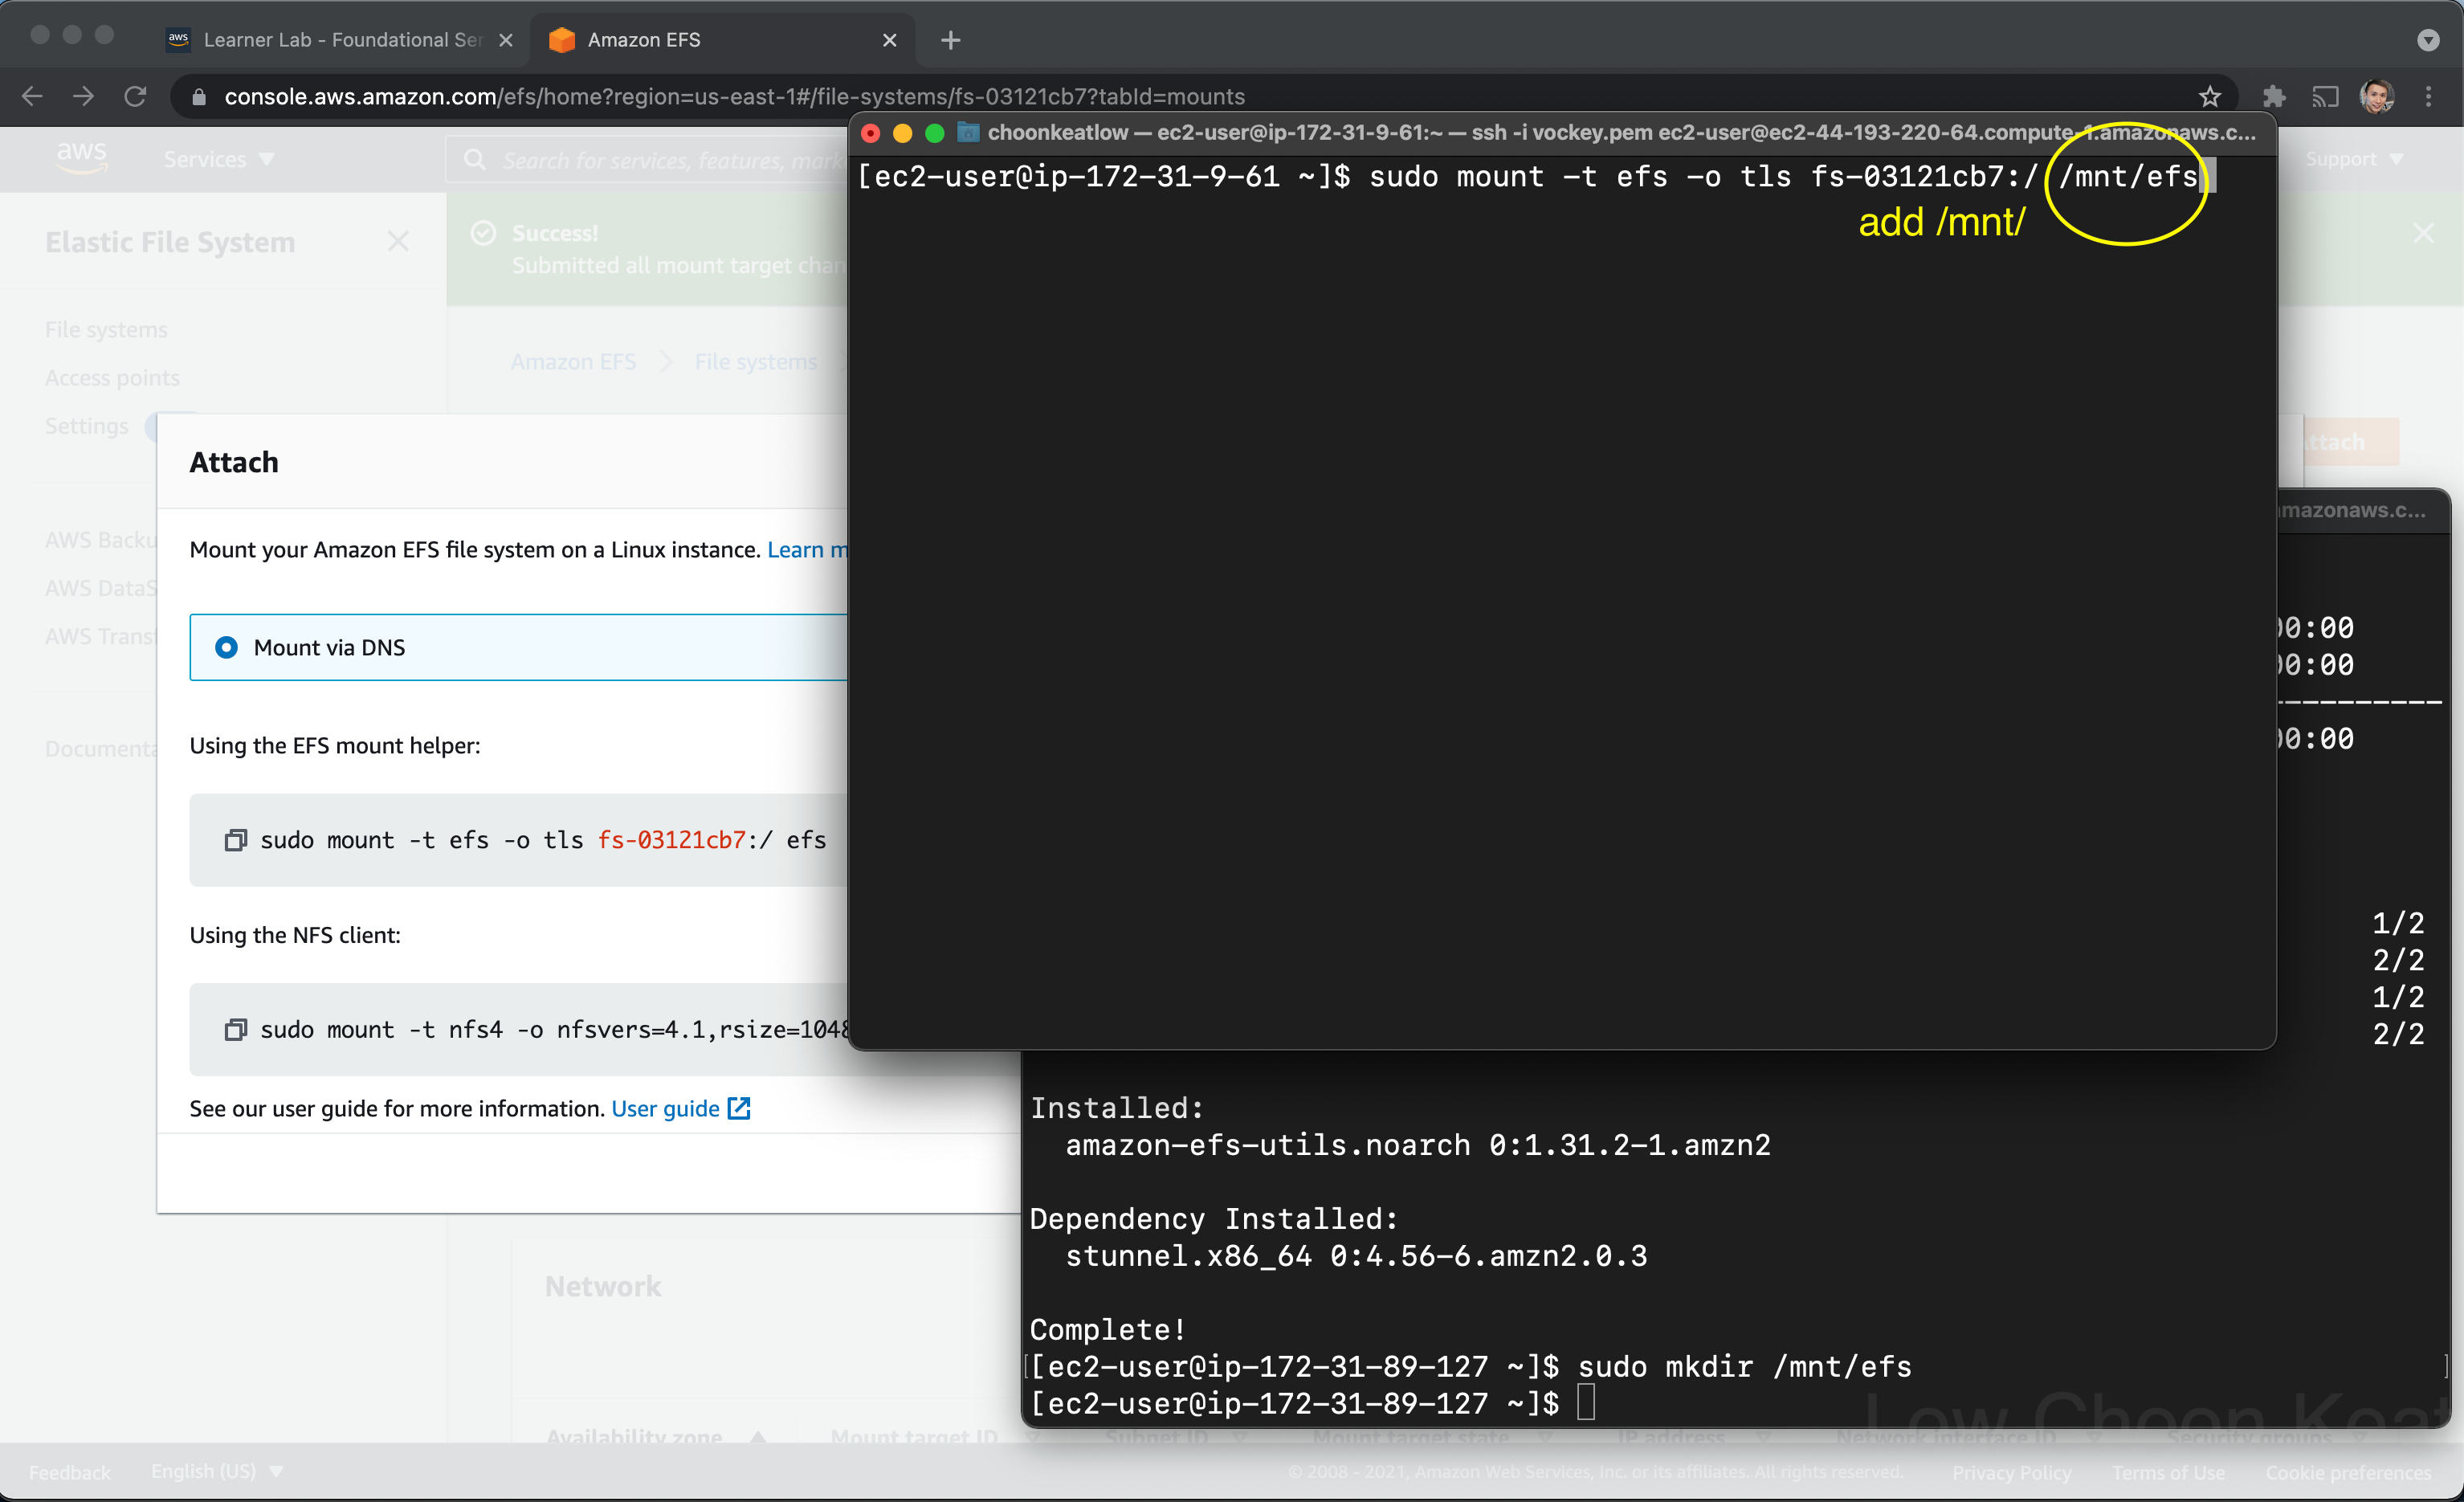 aws Learner Lab - Foundational Ser
Amazon EFS
console.aws.amazon.com/efs/home?region=us-east-1#/file-systems/fs-03121cb7?tabId=mounts
choonkeatlow — ec2-user@ip-172-31-9-61:~ — ssh -i vockey.pem ec2-user@ec2-44-193-220-64.compute-1.amazonaws.c...
[ec2-user@ip-172-31-9-61 ~]$ sudo mount -t efs -o tls fs-03121cb7:/ /mnt/efs
add /mnt/
aws Services
Search for services, features, mark
Support
Elastic File System
Success!
Submitted all mount target chan
File systems
Access points
Settings
AWS Backu
AWS DataS
AWS Transf
Documenta
Amazon EFS
File systems
Attach
Attach
Mount your Amazon EFS file system on a Linux instance. Learn m
Mount via DNS
Using the EFS mount helper:
sudo mount -t efs -o tls fs-03121cb7:/ efs
Using the NFS client:
sudo mount -t nfs4 -o nfsvers=4.1,rsize=1048
See our user guide for more information. User guide
mazonaws.c...
00:00
00:00
----------
00:00
1/2
2/2
1/2
2/2
Installed:
amazon-efs-utils.noarch 0:1.31.2-1.amzn2
Dependency Installed:
stunnel.x86_64 0:4.56-6.amzn2.0.3
Complete!
[[ec2-user@ip-172-31-89-127 ~]$ sudo mkdir /mnt/efs ]
[ec2-user@ip-172-31-89-127 ~]$
Low Choon Keat
Network
Availability zone
Mount target ID
Subnet ID
Mount target state
IP address
Network interface ID
Security groups
Feedback
English (US)
© 2008 - 2021, Amazon Web Services, Inc. or its affiliates. All rights reserved.
Privacy Policy
Terms of Use
Cookie preferences